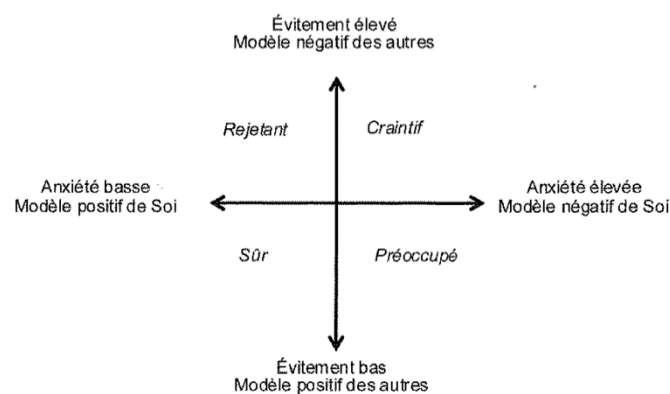 Évitement élevé
Modèle négatif des autres
Rejetant
Craintif
Anxiété basse
Modèle positif de Soi
Anxiété élevée
Modèle négatif de Soi
Sûr
Préoccupé
Évitement bas
Modèle positif des autres